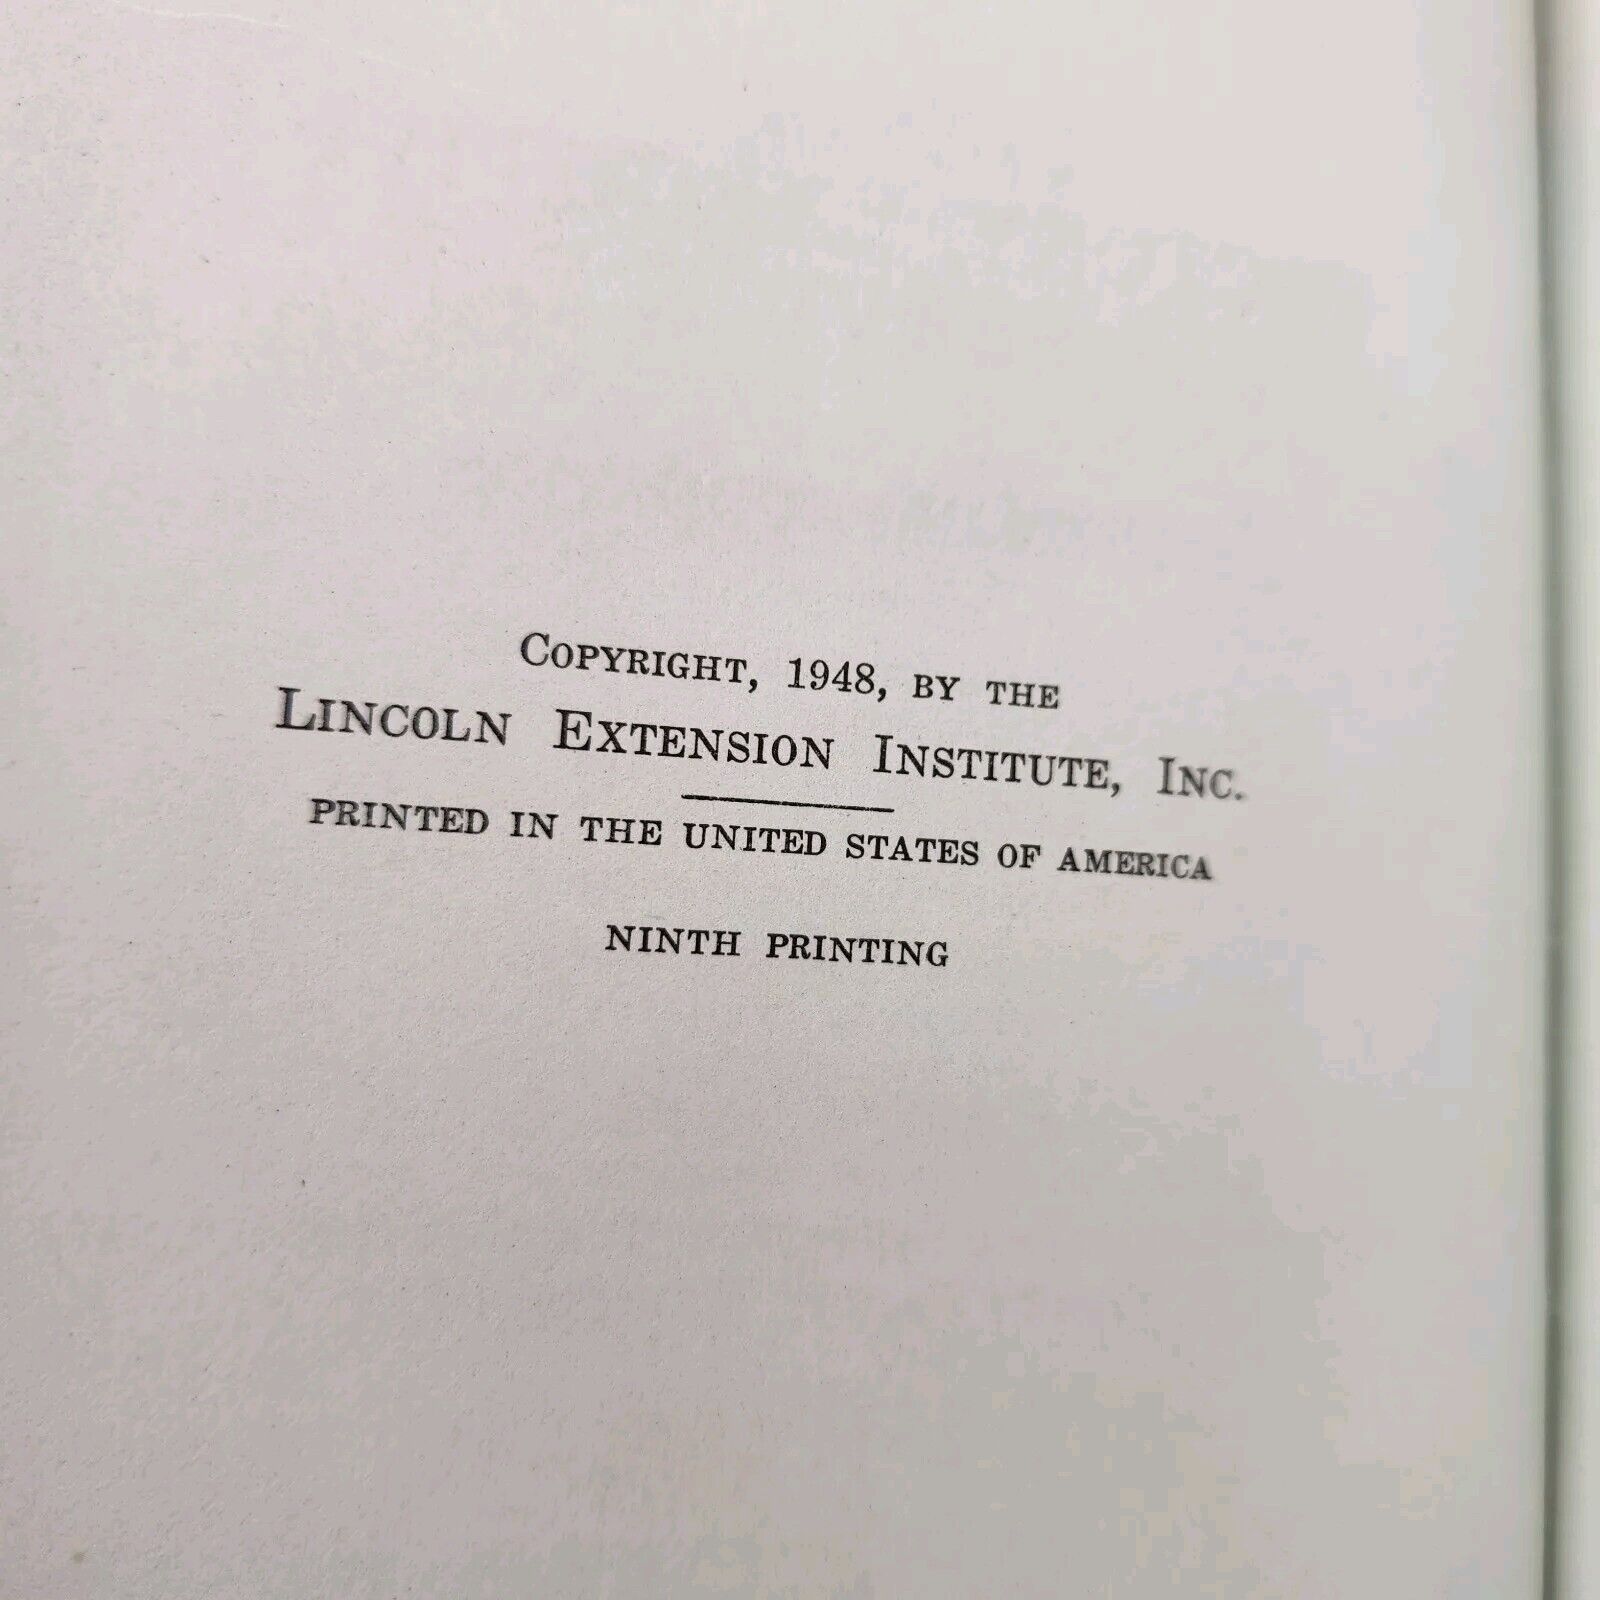 Copyright, 1948, by the
Lincoln Extension Institute, Inc.
PRINTED IN THE UNITED STATES OF AMERICA
NINTH PRINTING